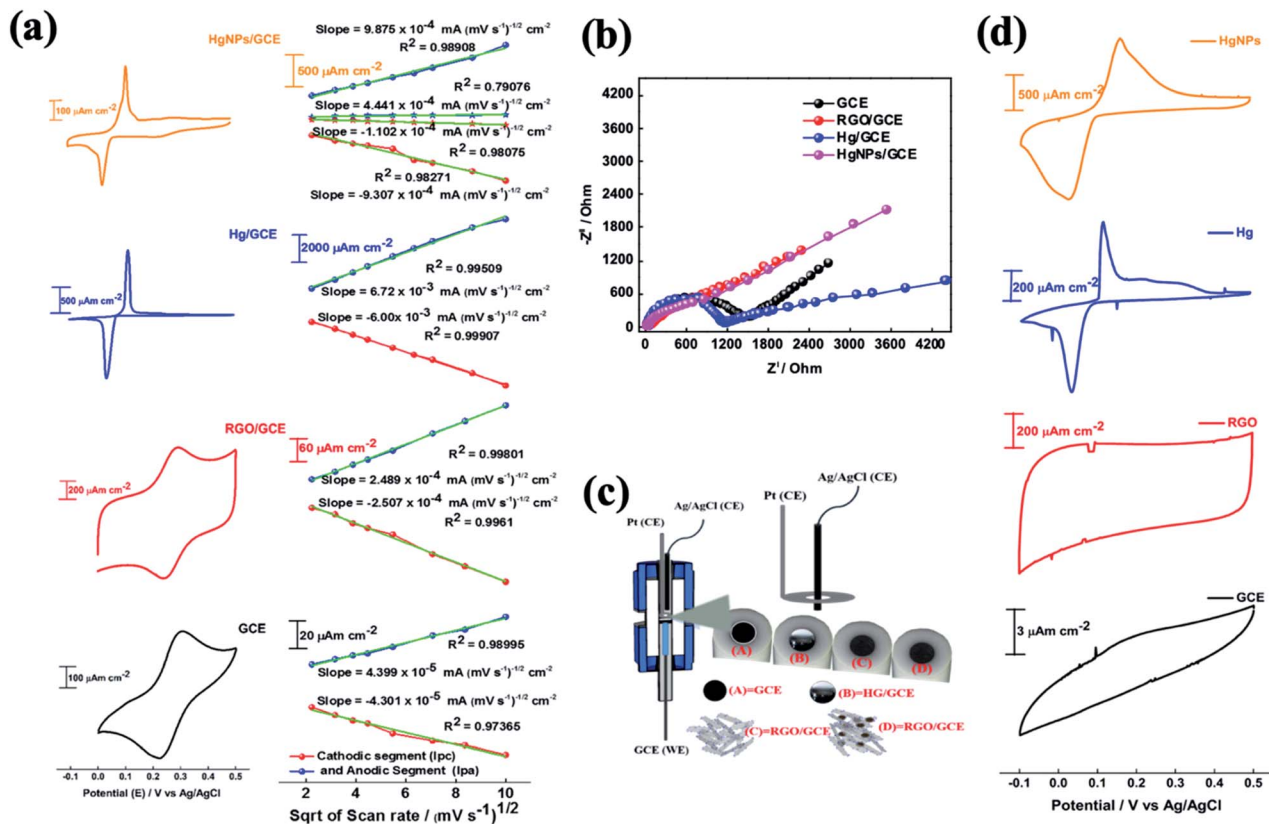 (a)
HgNPs/GCE
100 µAm cm-2
Hg/GCE
500 µAm cm-2
RGO/GCE
200 µAm cm-2
GCE
100 µAm cm-2
-0.1 0.0 0.1 0.2 0.3 0.4 0.5
Potential (E) / V vs Ag/AgCl
Slope = 9.875 x 10-4 mA (mV s-1)-1/2 cm-2
R2 = 0.98908
500 µAm cm-2
R2 = 0.79076
Slope = 4.441 x 10-4 mA (mV s-1)-1/2 cm-2
Slope = -1.102 x 10-4 mA (mV s-1)-1/2 cm-2
R2 = 0.98075
R2 = 0.98271
Slope = -9.307 x 10-4 mA (mV s-1)-1/2 cm-2
2000 µAm cm-2
R2 = 0.99509
Slope = 6.72 x 10-3 mA (mV s-1)-1/2 cm-2
Slope = -6.00x 10-3 mA (mV s-1)-1/2 cm-2
R2 = 0.99907
60 µAm cm-2
R2 = 0.99801
Slope = 2.489 x 10-4 mA (mV s-1)-1/2 cm-2
Slope = -2.507 x 10-4 mA (mV s-1)-1/2 cm-2
R2 = 0.9961
20 µAm cm-2
R2 = 0.98995
Slope = 4.399 x 10-5 mA (mV s-1)-1/2 cm-2
Slope = -4.301 x 10-5 mA (mV s-1)-1/2 cm-2
R2 = 0.97365
Cathodic segment (Ipc)
and Anodic Segment (Ipa)
2 4 6 8 10
Sqrt of Scan rate / (mV s-1)1/2
(b)
4200
3600
3000
2400
1800
1200
600
0
GCE
RGO/GCE
Hg/GCE
HgNPs/GCE
-Z" / Ohm
0 600 1200 1800 2400 3000 3600 4200
Z' / Ohm
(c)
Pt (CE)
Ag/AgCl (CE)
GCE (WE)
Pt (CE)
Ag/AgCl (CE)
(A)
(B)
(C)
(D)
(A)=GCE
(B)=HG/GCE
(C)=RGO/GCE
(D)=RGO/GCE
(d)
HgNPs
500 µAm cm-2
Hg
200 µAm cm-2
RGO
200 µAm cm-2
GCE
3 µAm cm-2
-0.1 0.0 0.1 0.2 0.3 0.4 0.5
Potential / V vs Ag/AgCl